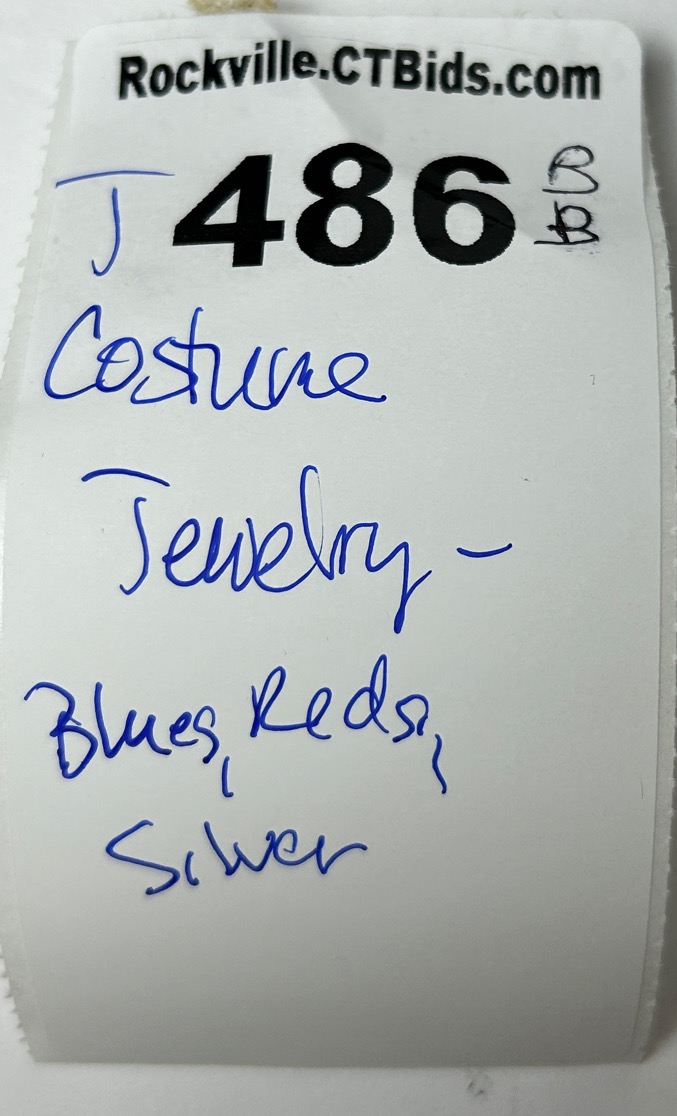 Rockville.CTBids.com
J 486
Costume
Jewelry -
Blues, Reds,
Silver